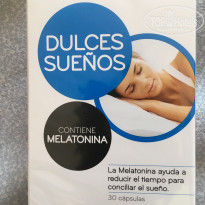 DULCES
SUEÑOS
CONTIENE
MELATONINA
La Melatonina ayuda a
reducir el tiempo para
conciliar el sueño.
30 cápsulas